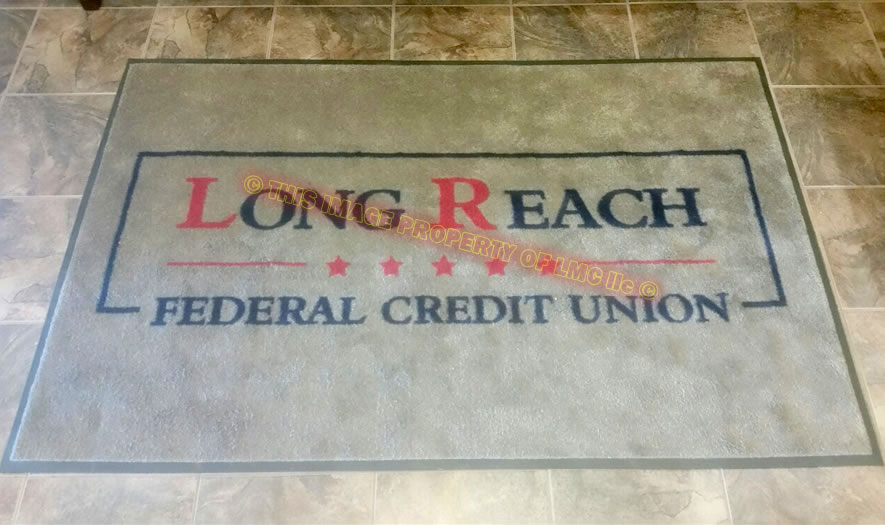 LONG REACH
FEDERAL CREDIT UNION
© THIS IMAGE PROPERTY OF LMC llc ©